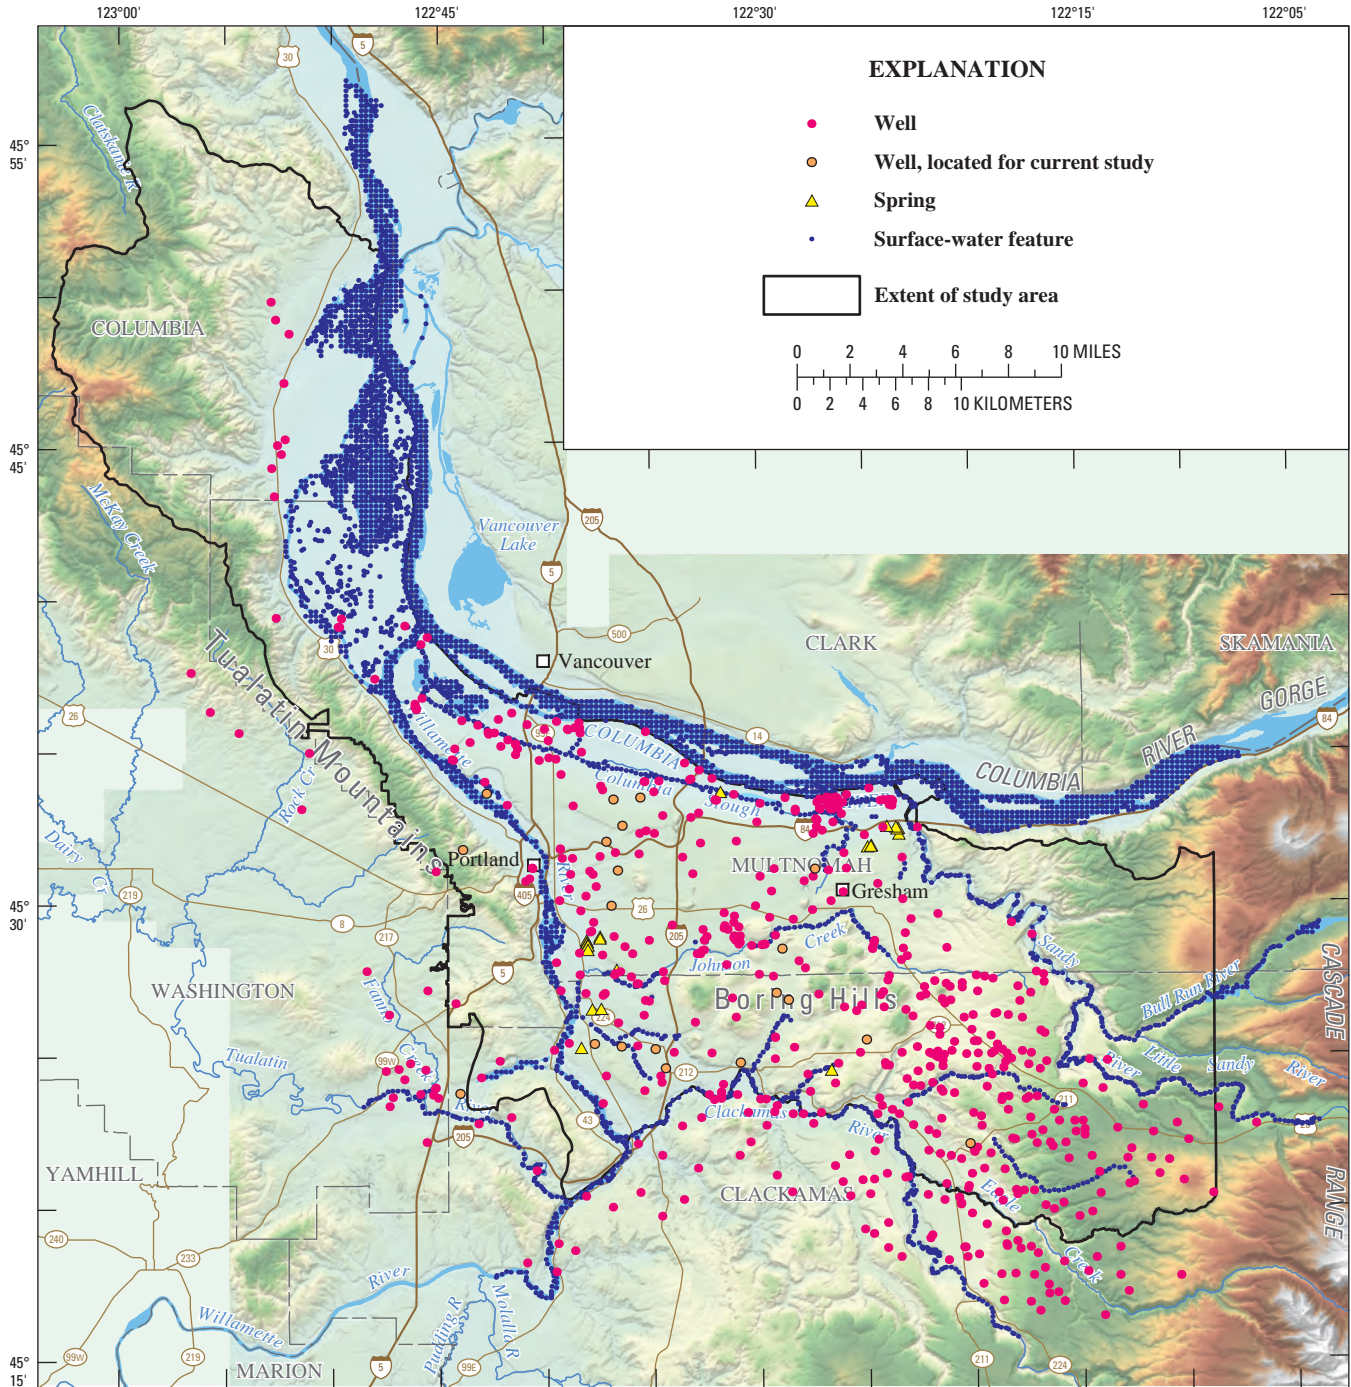 123°00'
122°45'
122°30'
122°15'
122°05'
EXPLANATION
Well
Well, located for current study
Spring
Surface-water feature
Extent of study area
0 2 4 6 8 10 MILES
0 2 4 6 8 10 KILOMETERS
45°
55'
45°
45'
45°
30'
45°
15'
30
5
Clatskanie R
COLUMBIA
McKay Creek
Vancouver
Lake
205
5
500
CLARK
SKAMANIA
Vancouver
30
26
Tualatin Mountains
Rock Cr
Willamette
River
COLUMBIA
RIVER
Columbia
Slough
14
COLUMBIA
RIVER
GORGE
84
84
Dairy
Cr
Portland
405
MULTNOMAH
Gresham
219
8
217
26
205
5
Johnson
Creek
Sandy
River
Bull Run River
CASCADE
RANGE
WASHINGTON
Fanno
Creek
Boring Hills
224
212
Tualatin
River
99W
Little
Sandy
River
211
26
43
205
Clackamas
River
YAMHILL
CLACKAMAS
Eagle
Creek
240
233
River
Willamette
Pudding R
Molalla R
99W
219
MARION
5
99E
211
224